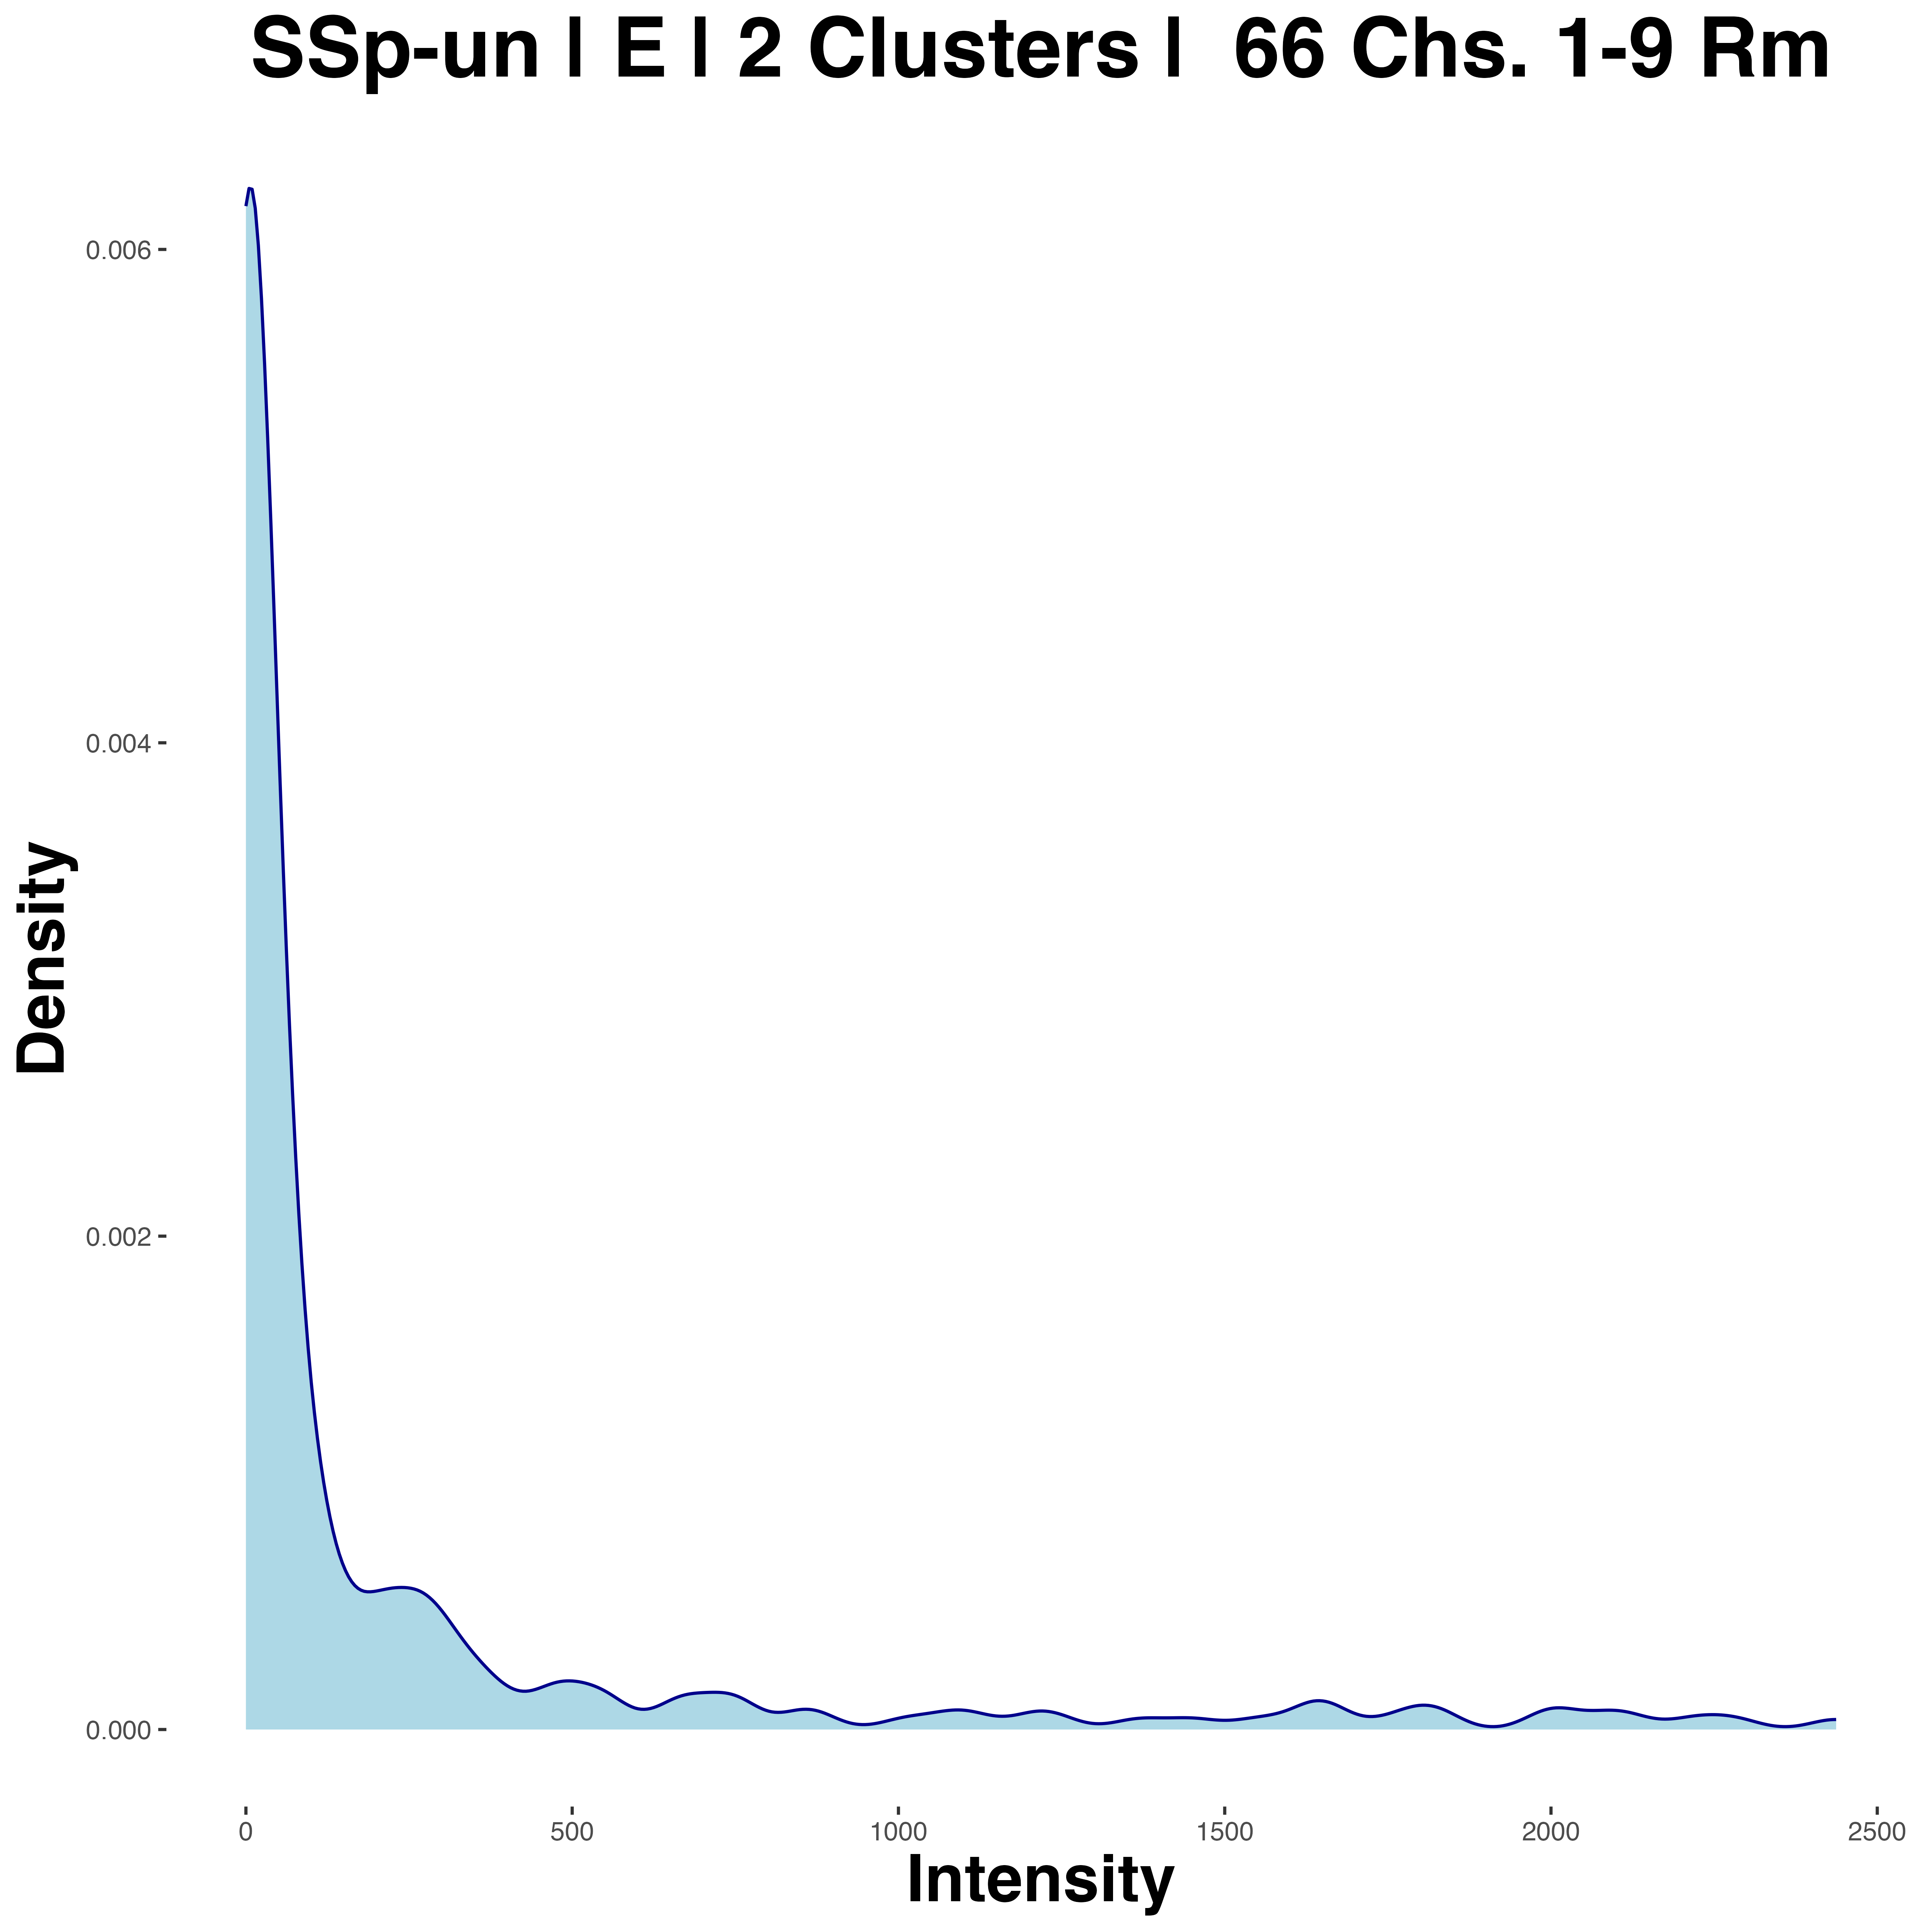 SSp-un | E | 2 Clusters |  66 Chs. 1-9 Rm
0.006
0.004
0.002
0.000
Density
0 500 1000 1500 2000 2500
Intensity